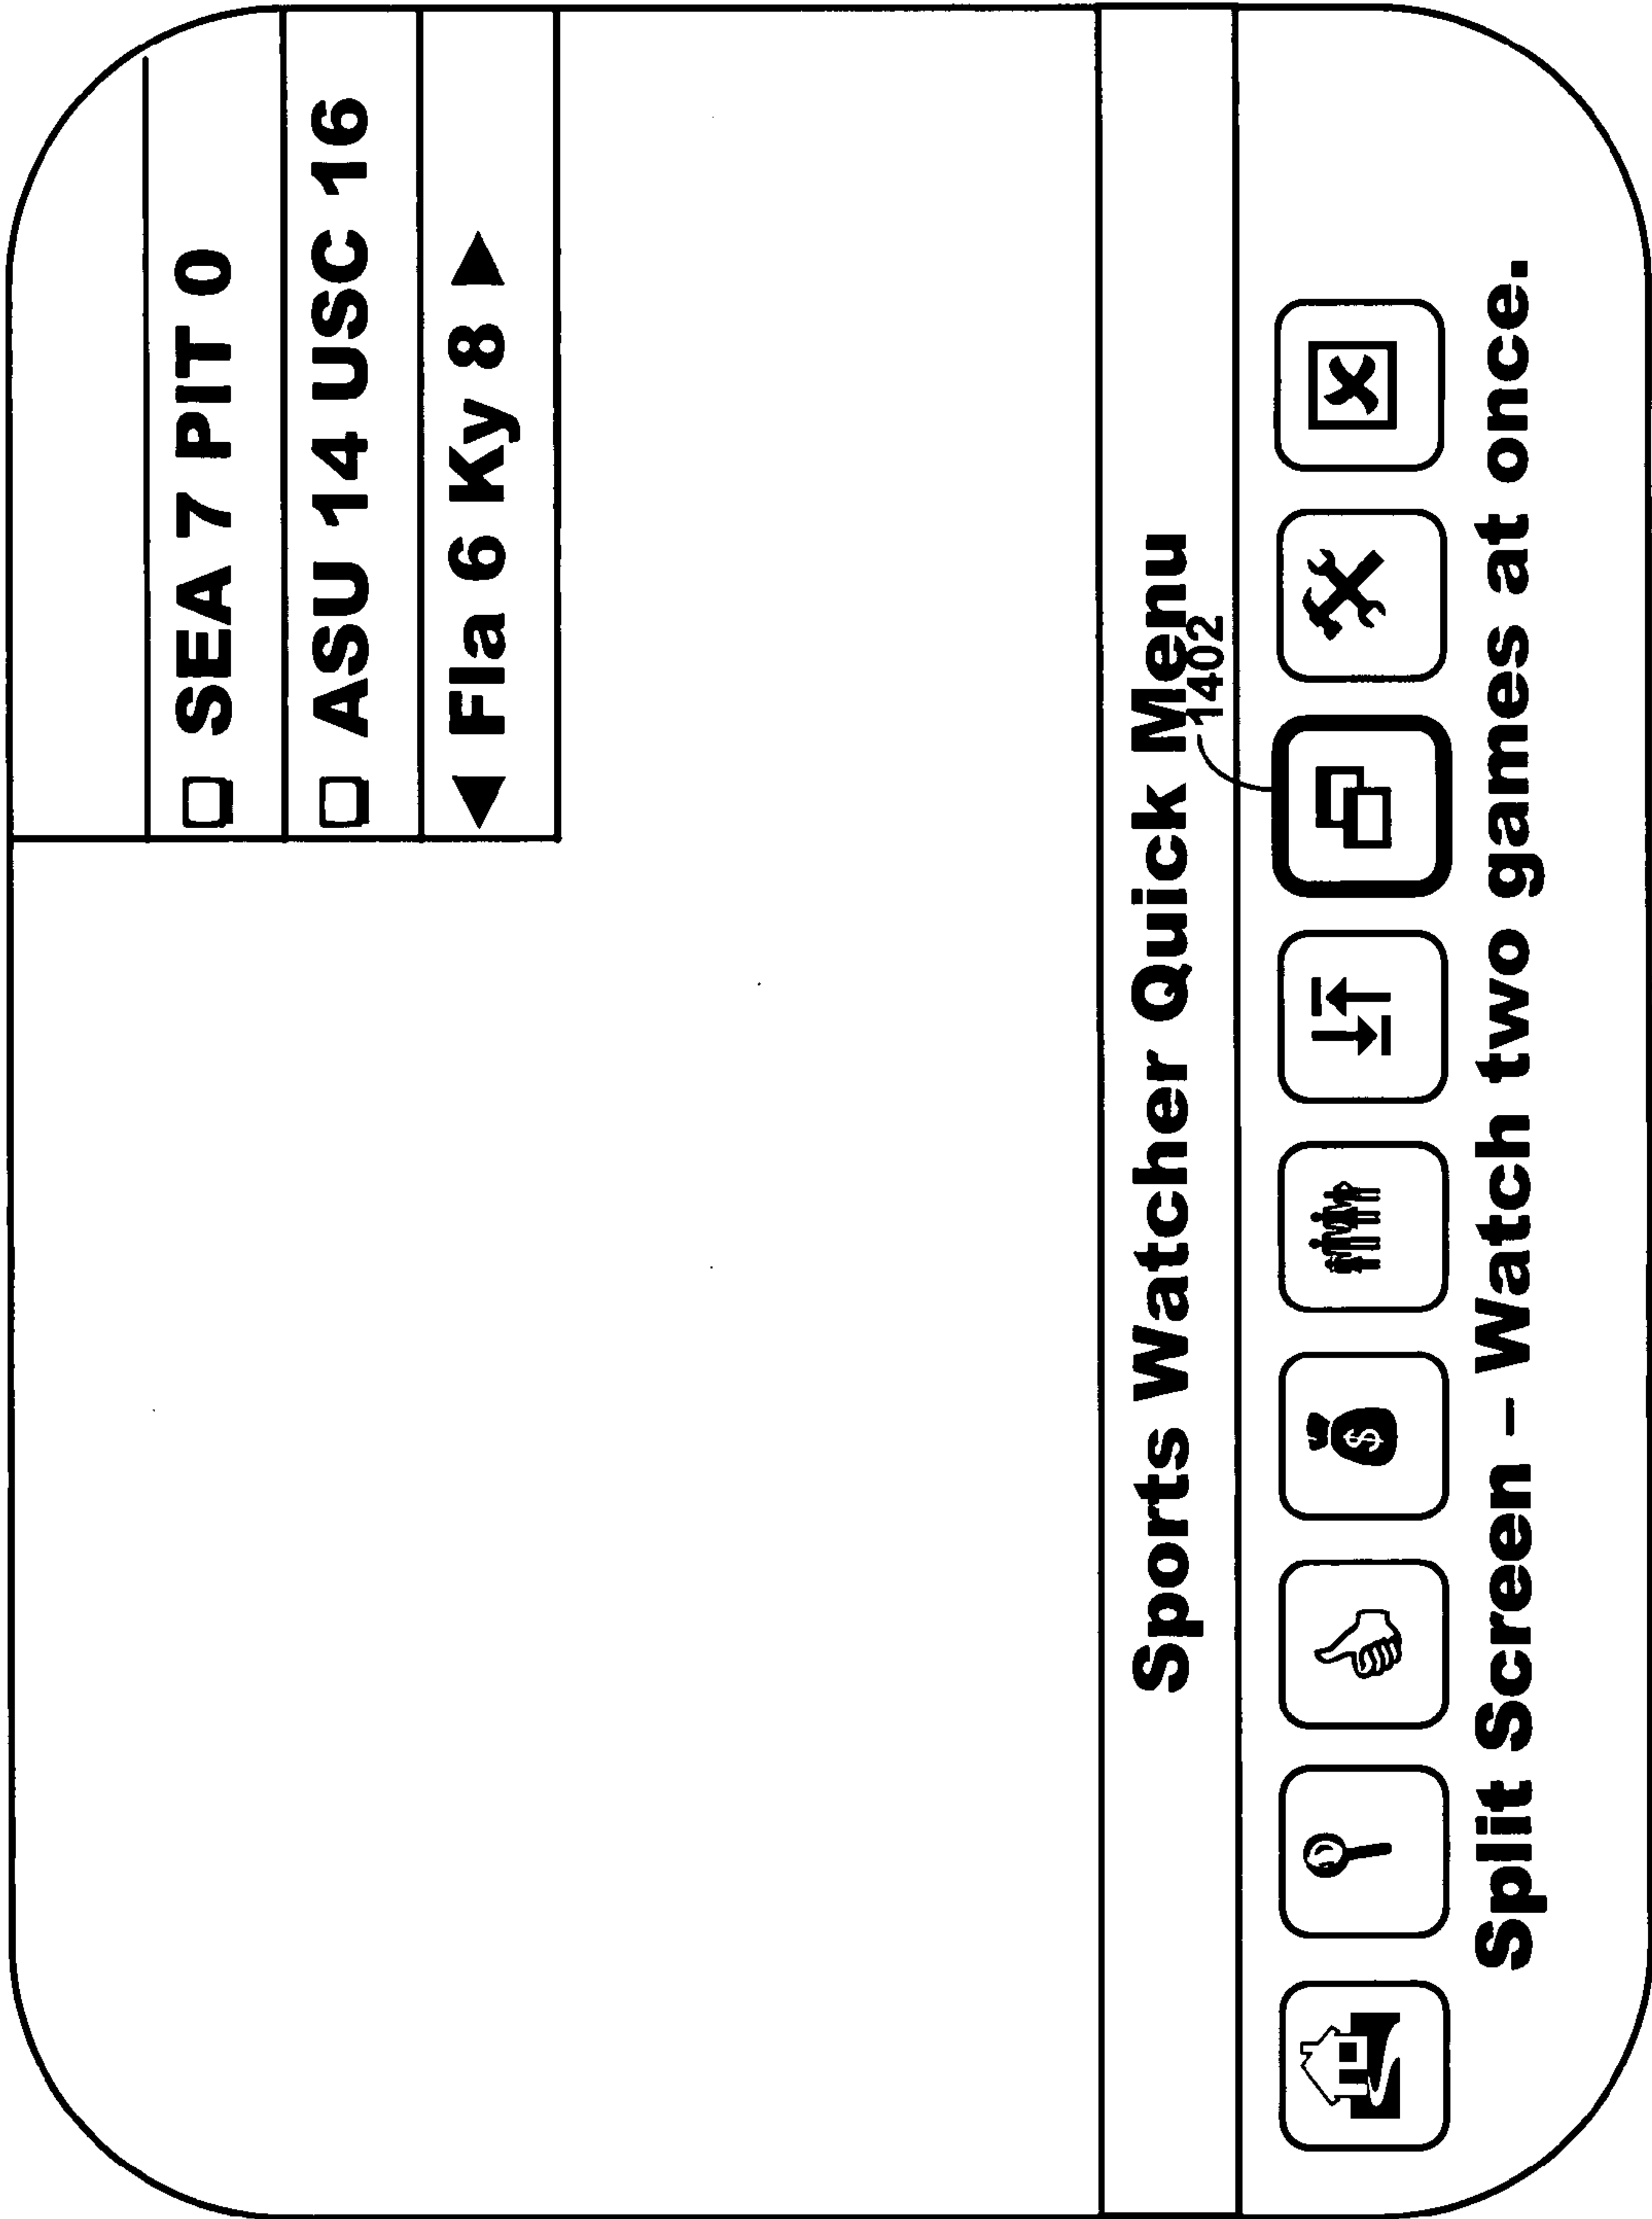 SEA 7 PIT 0
ASU 14 USC 16
Fla 6 Ky 8
Sports Watcher Quick Menu
1402
$
Split Screen – Watch two games at once.